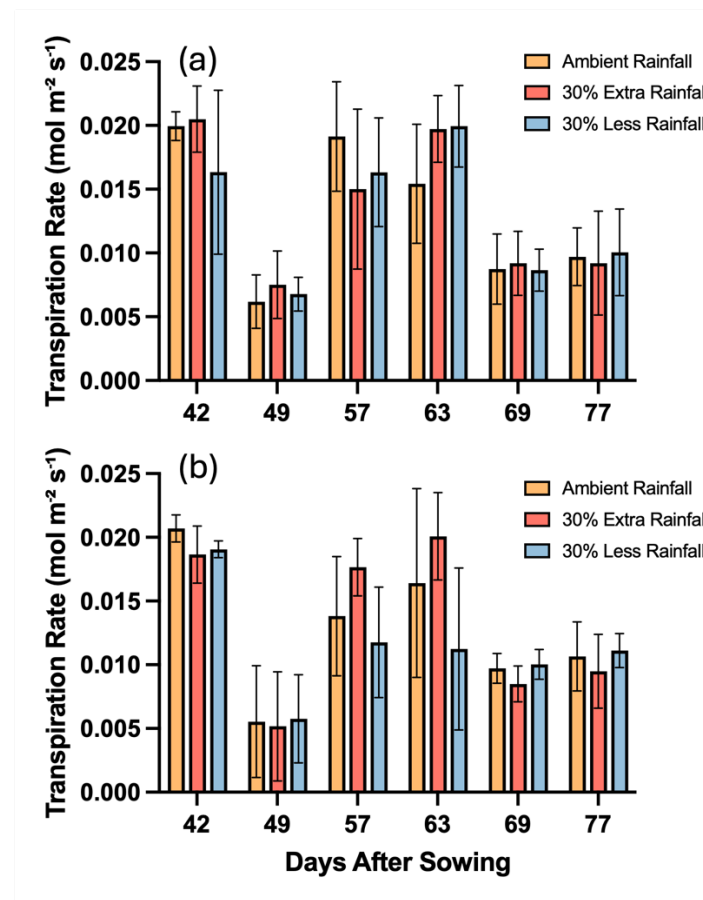 (a)
Transpiration Rate (mol m⁻² s⁻¹)
Ambient Rainfall
30% Extra Rainfal
30% Less Rainfall
0.025
0.020
0.015
0.010
0.005
0.000
42 49 57 63 69 77
(b)
Transpiration Rate (mol m⁻² s⁻¹)
Ambient Rainfall
30% Extra Rainfal
30% Less Rainfall
0.025
0.020
0.015
0.010
0.005
0.000
42 49 57 63 69 77
Days After Sowing